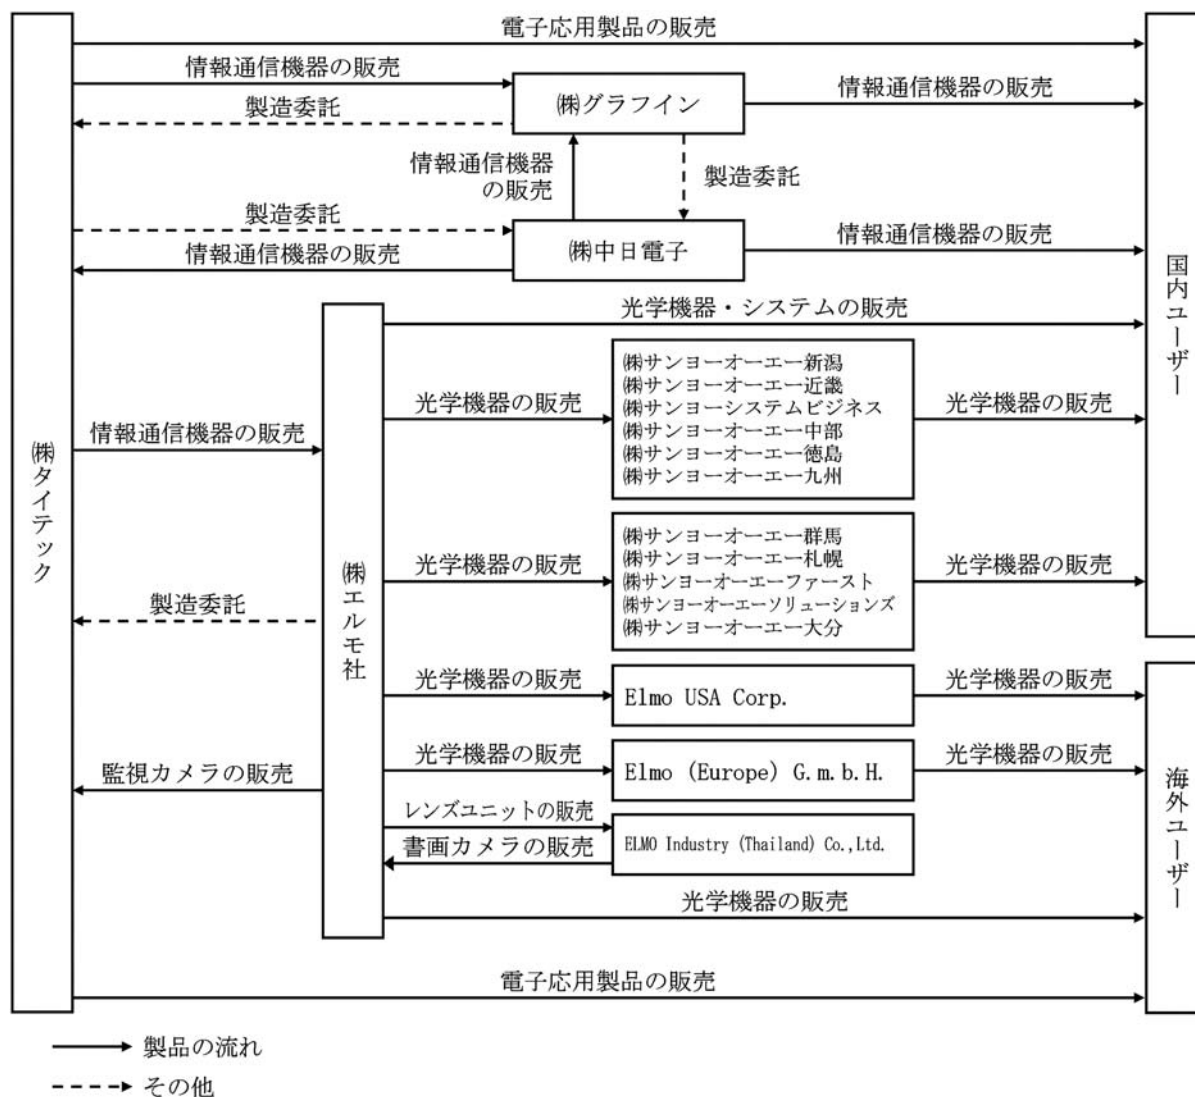 電子応用製品の販売
情報通信機器の販売
㈱グラフイン
情報通信機器の販売
製造委託
情報通信機器
の販売
製造委託
製造委託
㈱中日電子
情報通信機器の販売
情報通信機器の販売
国内ユーザー
㈱タイテック
㈱エルモ社
光学機器・システムの販売
㈱サンヨーオーエー新潟
㈱サンヨーオーエー近畿
㈱サンヨーシステムビジネス
㈱サンヨーオーエー中部
㈱サンヨーオーエー徳島
㈱サンヨーオーエー九州
光学機器の販売
光学機器の販売
情報通信機器の販売
㈱サンヨーオーエー群馬
㈱サンヨーオーエー札幌
㈱サンヨーオーエーファースト
㈱サンヨーオーエーソリューションズ
㈱サンヨーオーエー大分
光学機器の販売
光学機器の販売
製造委託
光学機器の販売
Elmo USA Corp.
光学機器の販売
光学機器の販売
Elmo (Europe) G.m.b.H.
光学機器の販売
監視カメラの販売
レンズユニットの販売
書画カメラの販売
ELMO Industry (Thailand) Co.,Ltd.
海外ユーザー
光学機器の販売
電子応用製品の販売
製品の流れ
その他